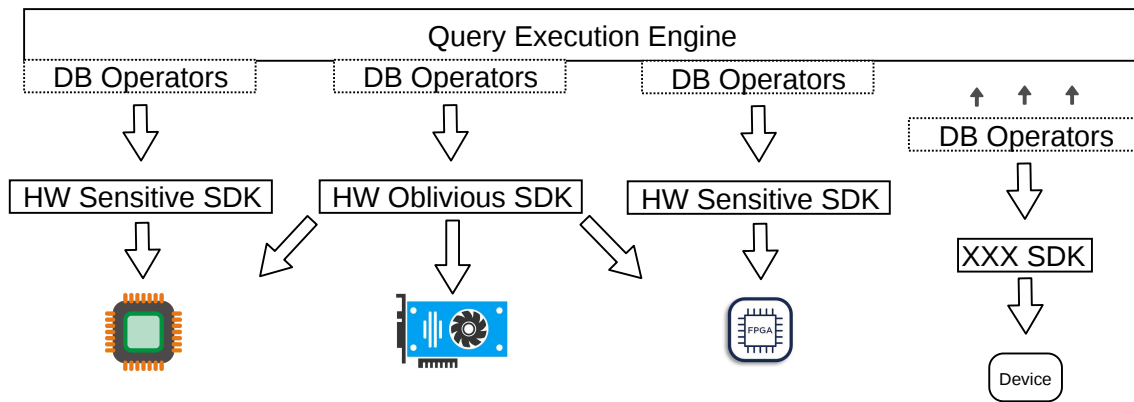 Query Execution Engine
DB Operators
DB Operators
DB Operators
DB Operators
HW Sensitive SDK
HW Oblivious SDK
HW Sensitive SDK
XXX SDK
FPGA
Device